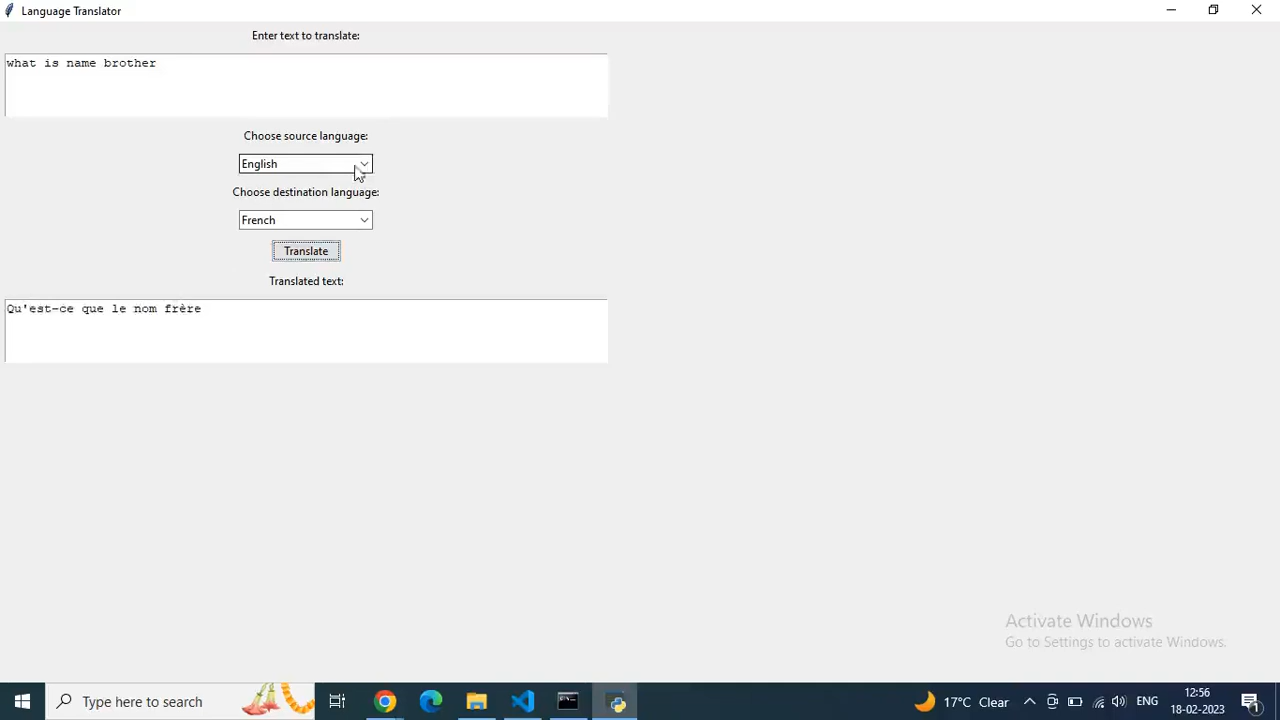 Language Translator
Enter text to translate:
what is name brother
Choose source language:
English
Choose destination language:
French
Translate
Translated text:
Qu'est-ce que le nom frère
Activate Windows
Go to Settings to activate Windows.
Type here to search
17°C Clear
ENG
12:56
18-02-2023
1